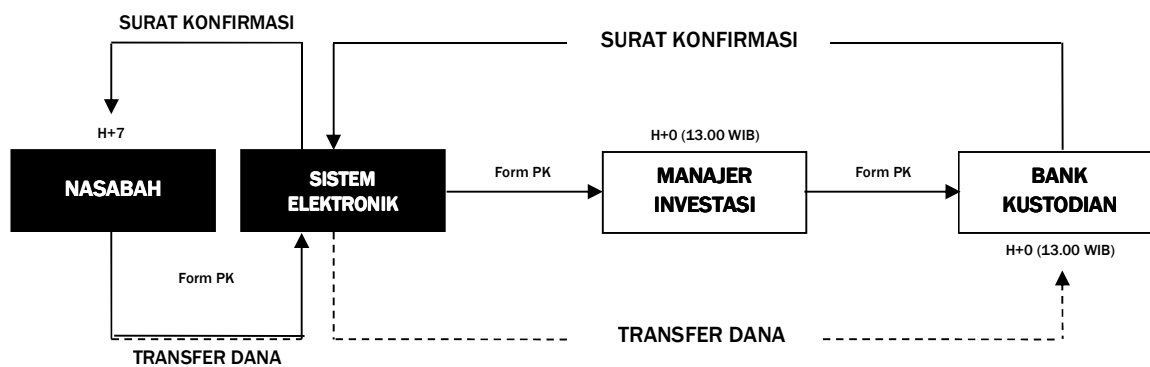 SURAT KONFIRMASI
SURAT KONFIRMASI
H+7
H+0 (13.00 WIB)
NASABAH
SISTEM
ELEKTRONIK
Form PK
MANAJER
INVESTASI
Form PK
BANK
KUSTODIAN
H+0 (13.00 WIB)
Form PK
TRANSFER DANA
TRANSFER DANA